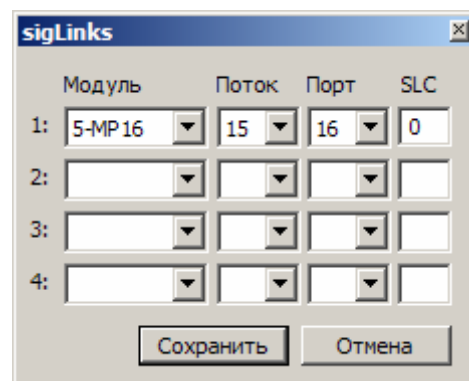 sigLinks
Модуль Поток Порт SLC
1: 5-MP16 15 16 0
2:
3:
4:
Сохранить Отмена